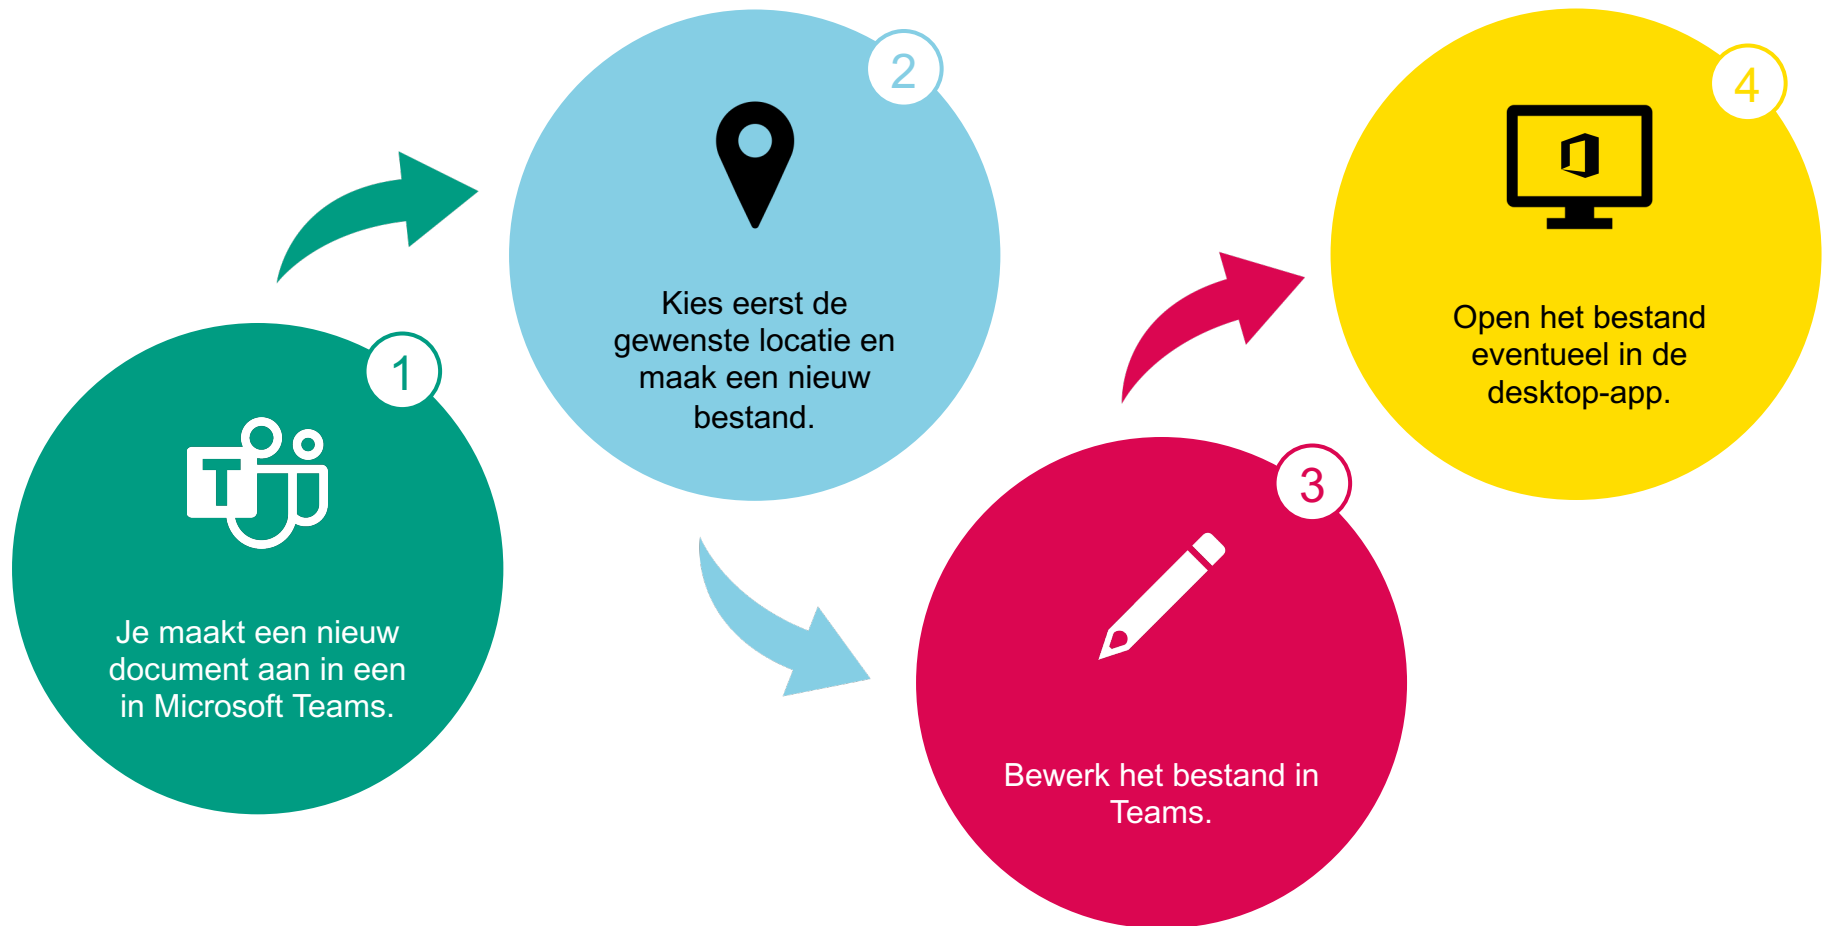 1
T
Je maakt een nieuw
document aan in een
in Microsoft Teams.
2
Kies eerst de
gewenste locatie en
maak een nieuw
bestand.
3
Bewerk het bestand in
Teams.
4
Open het bestand
eventueel in de
desktop-app.